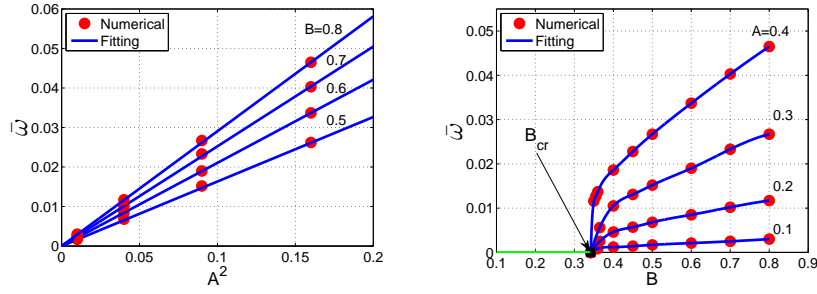 0.06
0.05
0.04
0.03
0.02
0.01
0
ω̄
Numerical
Fitting
B=0.8
0.7
0.6
0.5
0 0.05 0.1 0.15 0.2
A²
0.05
0.04
0.03
0.02
0.01
0
ω̄
Numerical
Fitting
A=0.4
0.3
0.2
0.1
B_cr
0.1 0.2 0.3 0.4 0.5 0.6 0.7 0.8 0.9
B